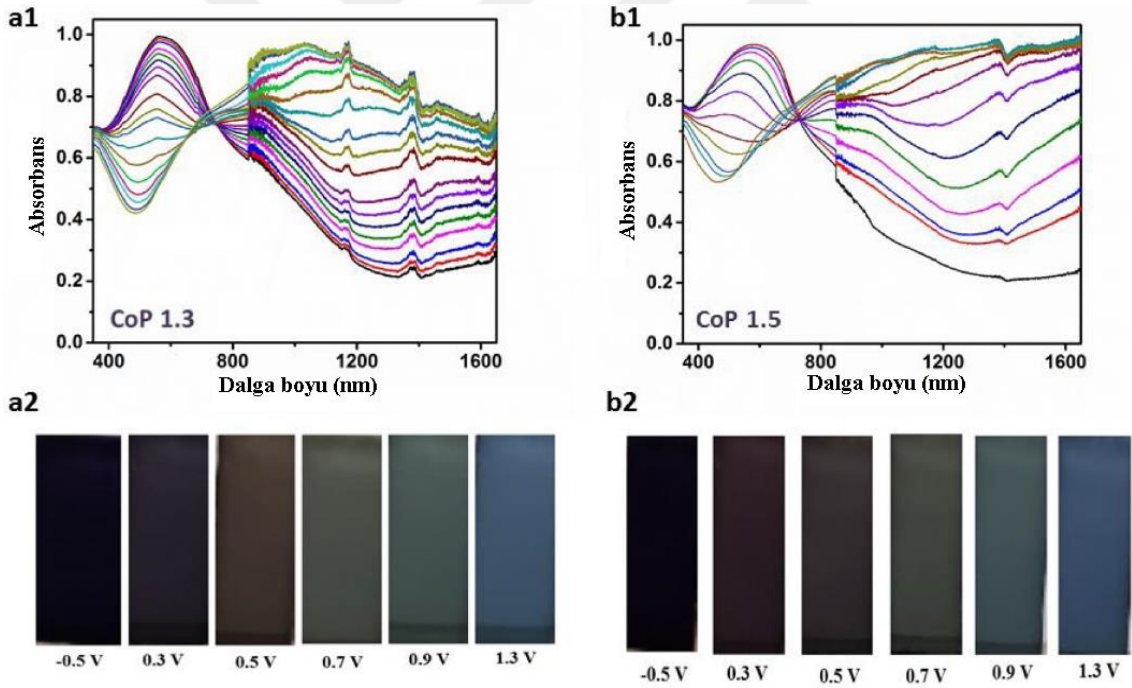 a1
b1
1.0
0.8
0.6
0.4
0.2
0.0
Absorbans
CoP 1.3
400 800 1200 1600
Dalga boyu (nm)
1.0
0.8
0.6
0.4
0.2
0.0
Absorbans
CoP 1.5
400 800 1200 1600
Dalga boyu (nm)
a2
-0.5 V 0.3 V 0.5 V 0.7 V 0.9 V 1.3 V
b2
-0.5 V 0.3 V 0.5 V 0.7 V 0.9 V 1.3 V